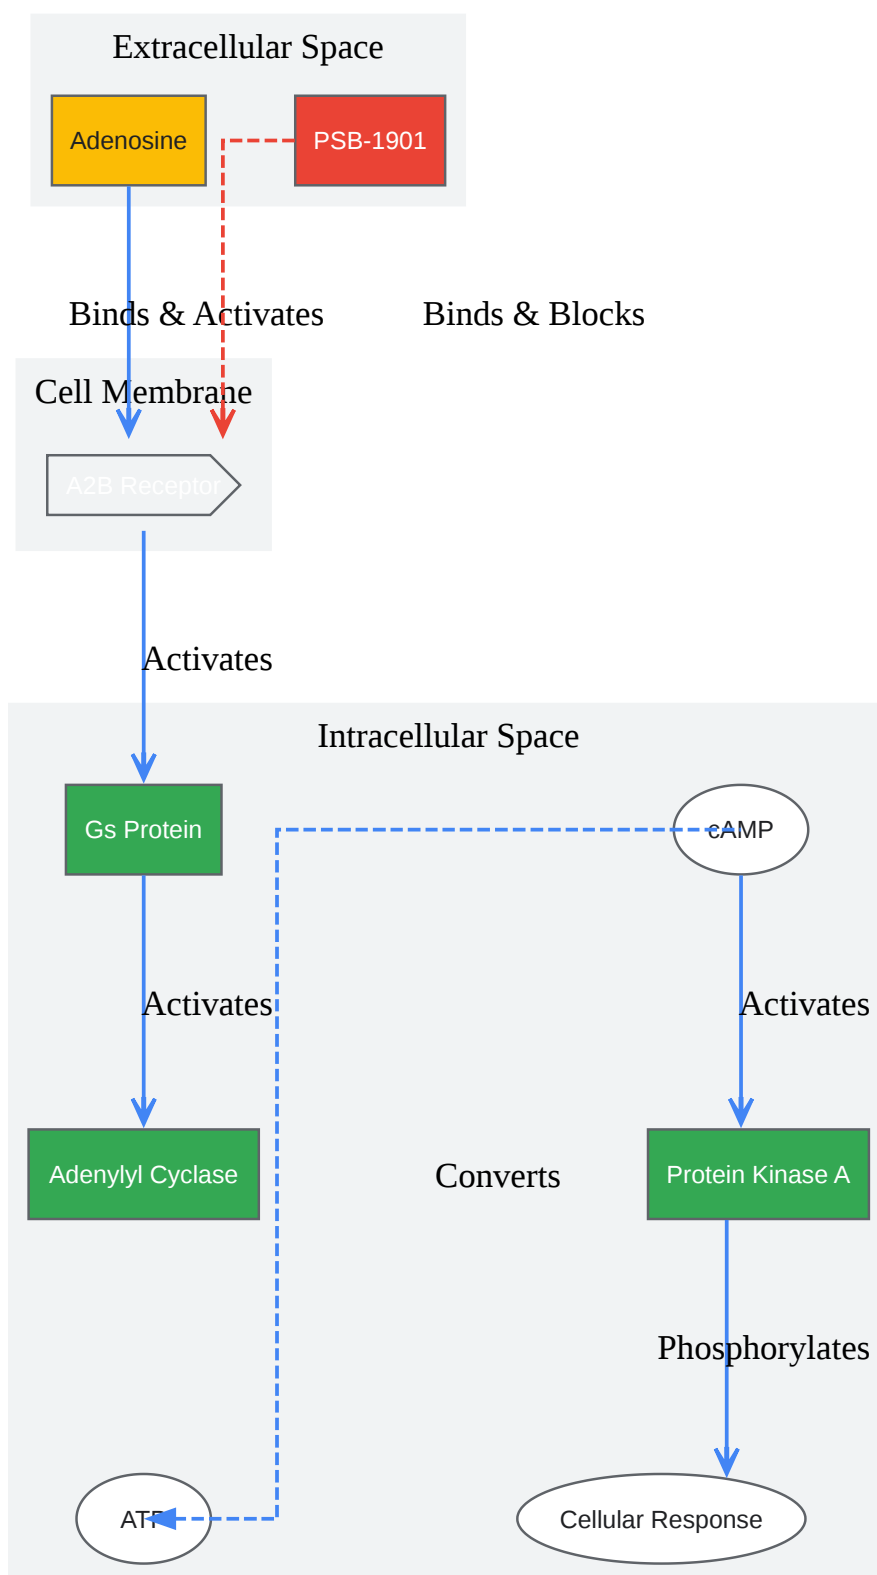 Extracellular Space
Adenosine
PSB-1901
Binds & Activates
Binds & Blocks
Cell Membrane
A2B Receptor
Activates
Intracellular Space
Gs Protein
cAMP
Activates
Activates
Adenylyl Cyclase
Converts
Protein Kinase A
Phosphorylates
ATP
Cellular Response